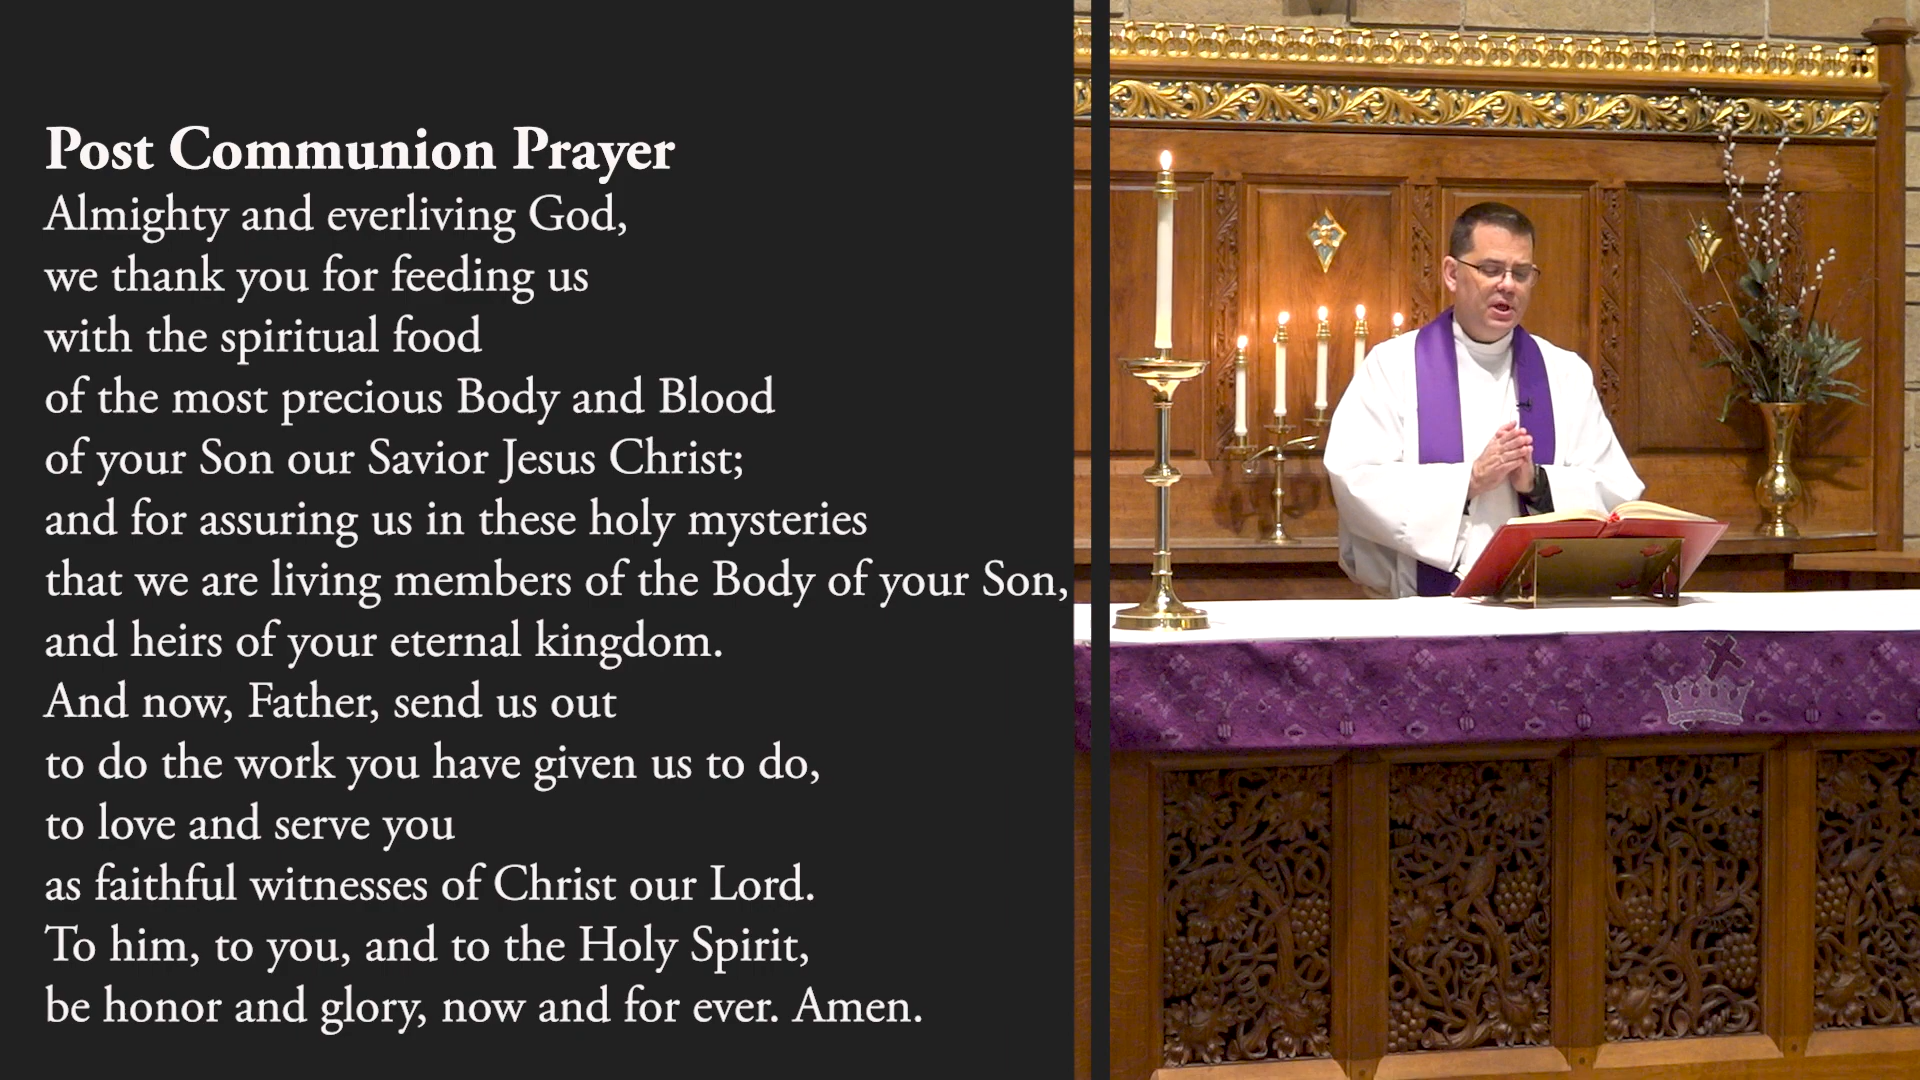 Post Communion Prayer
Almighty and everliving God,
we thank you for feeding us
with the spiritual food
of the most precious Body and Blood
of your Son our Savior Jesus Christ;
and for assuring us in these holy mysteries
that we are living members of the Body of your Son,
and heirs of your eternal kingdom.
And now, Father, send us out
to do the work you have given us to do,
to love and serve you
as faithful witnesses of Christ our Lord.
To him, to you, and to the Holy Spirit,
be honor and glory, now and for ever. Amen.